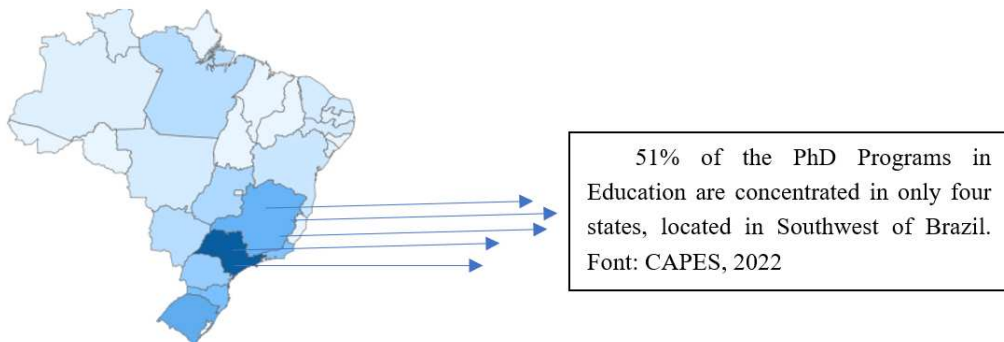 51% of the PhD Programs in
Education are concentrated in only four
states, located in Southwest of Brazil.
Font: CAPES, 2022